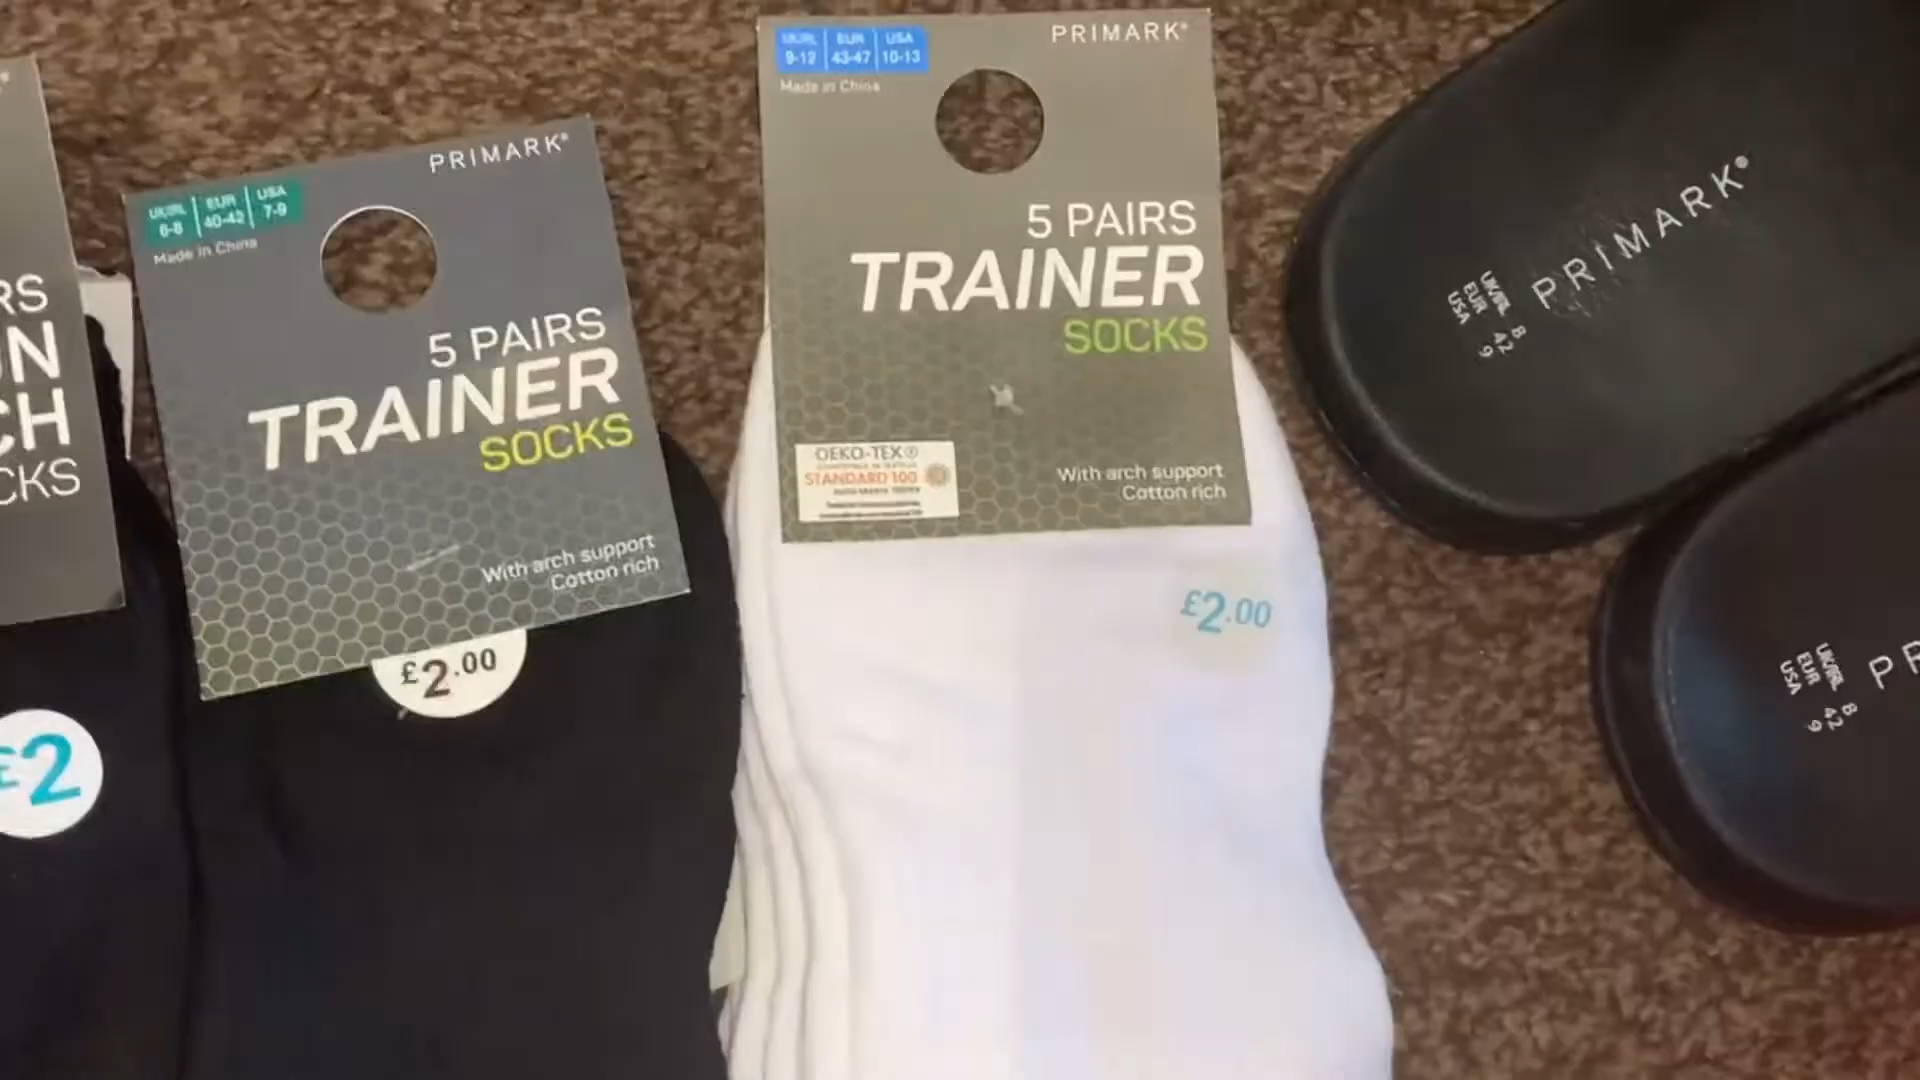 RS
UN
CH
CKS
£2
PRIMARK®
UK/IRL EUR USA
6-8 40-42 7-9
Made in China
5 PAIRS
TRAINER
SOCKS
With arch support
Cotton rich
£2.00
PRIMARK®
UK/IRL EUR USA
9-12 43-47 10-13
Made in China
5 PAIRS
TRAINER
SOCKS
OEKO-TEX®
STANDARD 100
With arch support
Cotton rich
£2.00
PRIMARK®
UK/IRL 8
EUR 42
USA 9
PR
UK/IRL 8
EUR 42
USA 9